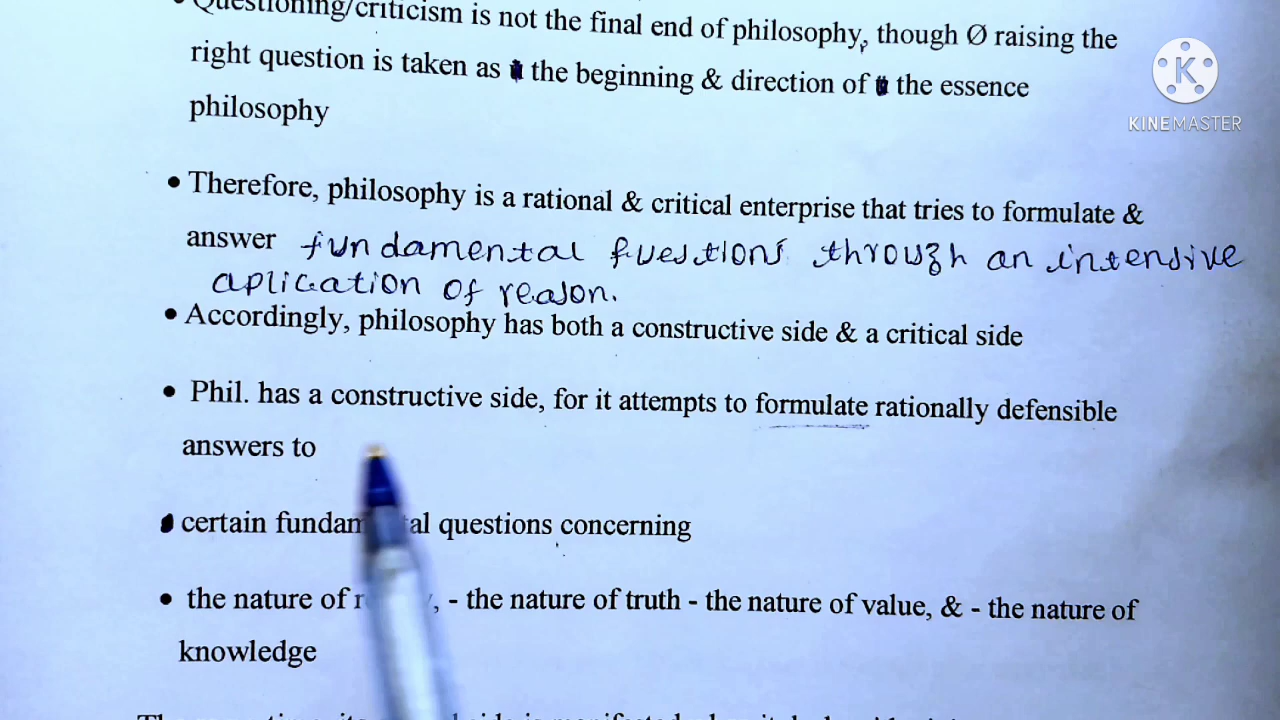 Questioning/criticism is not the final end of philosophy, though Ø raising the
right question is taken as the beginning & direction of the essence
philosophy
• Therefore, philosophy is a rational & critical enterprise that tries to formulate &
answer fundamental questions through an intensive
aplication of reason.
• Accordingly, philosophy has both a constructive side & a critical side
• Phil. has a constructive side, for it attempts to formulate rationally defensible
answers to
certain fundamental questions concerning
• the nature of - the nature of truth - the nature of value, & - the nature of
knowledge
K
KINEMASTER